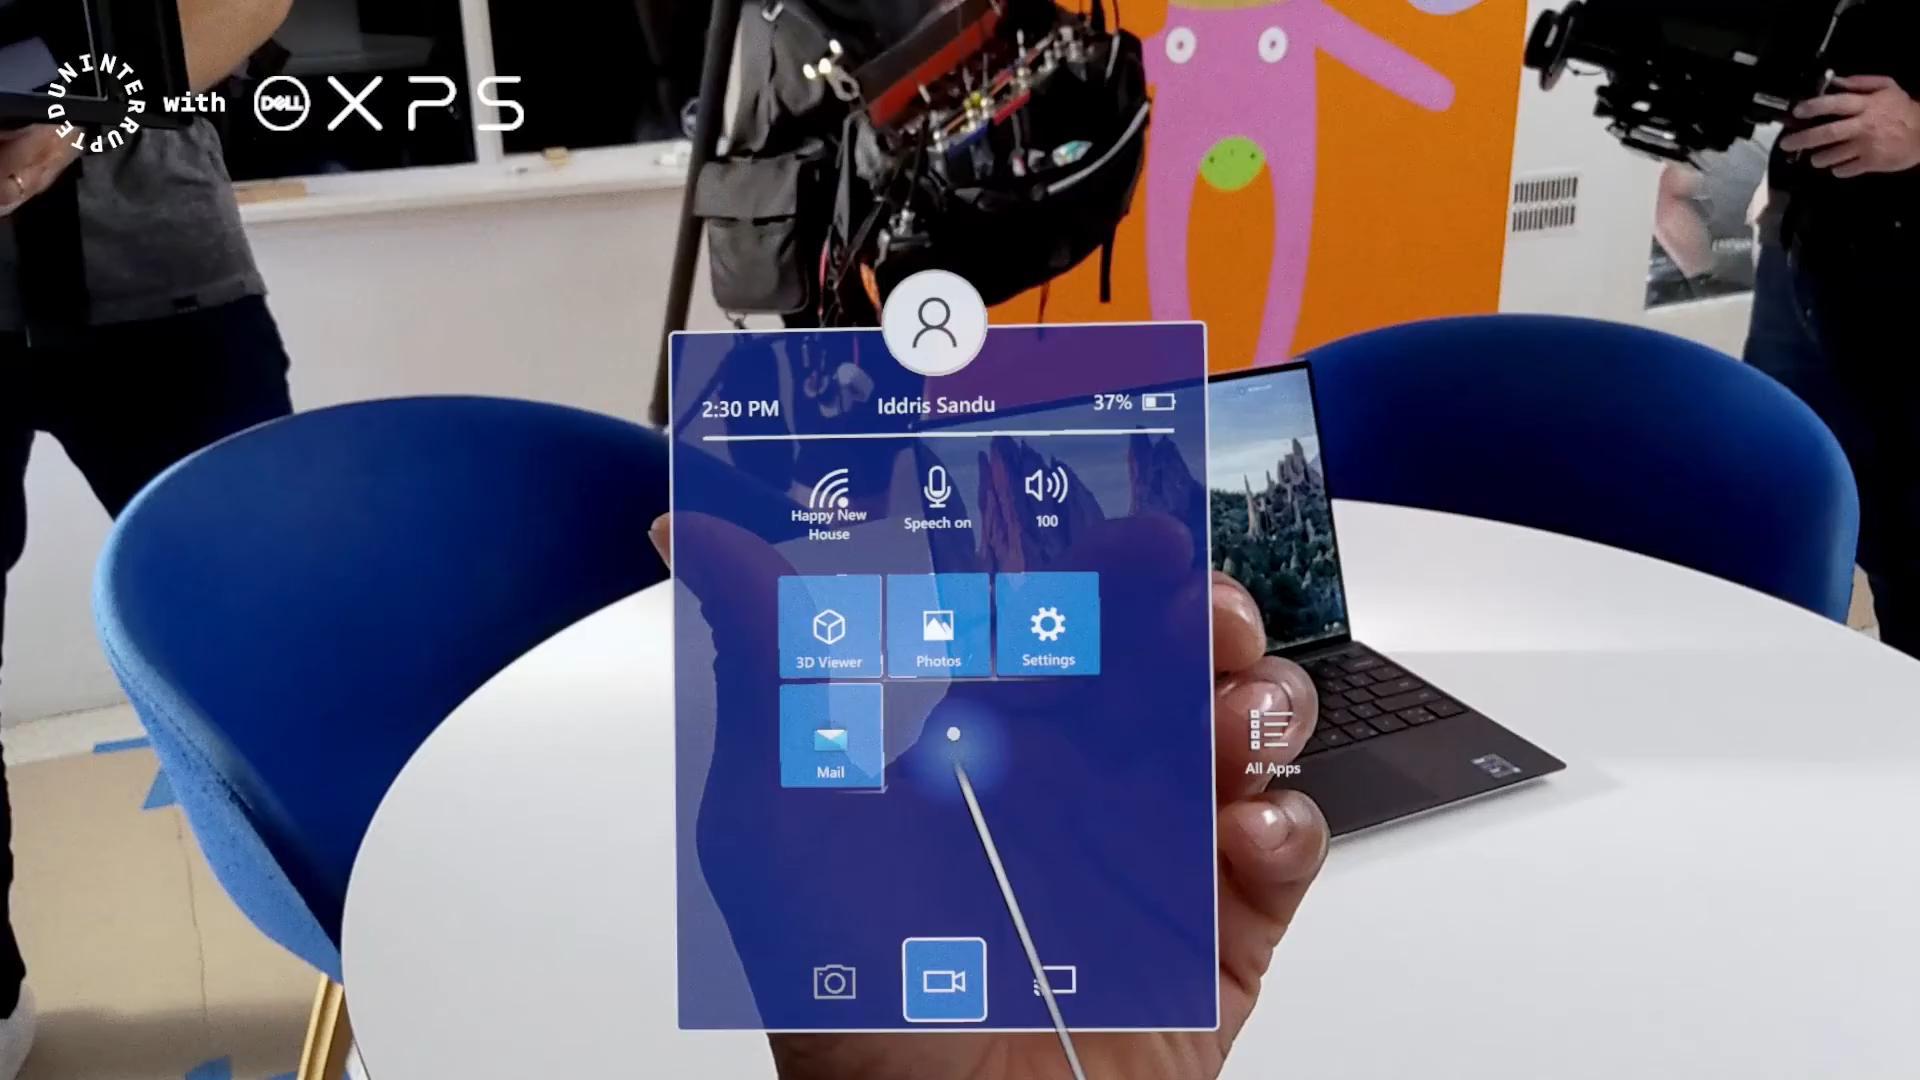 UNINTERRUPTED with DELL XPS
2:30 PM Iddris Sandu 37%
Happy New House
Speech on
100
3D Viewer
Photos
Settings
Mail
All Apps